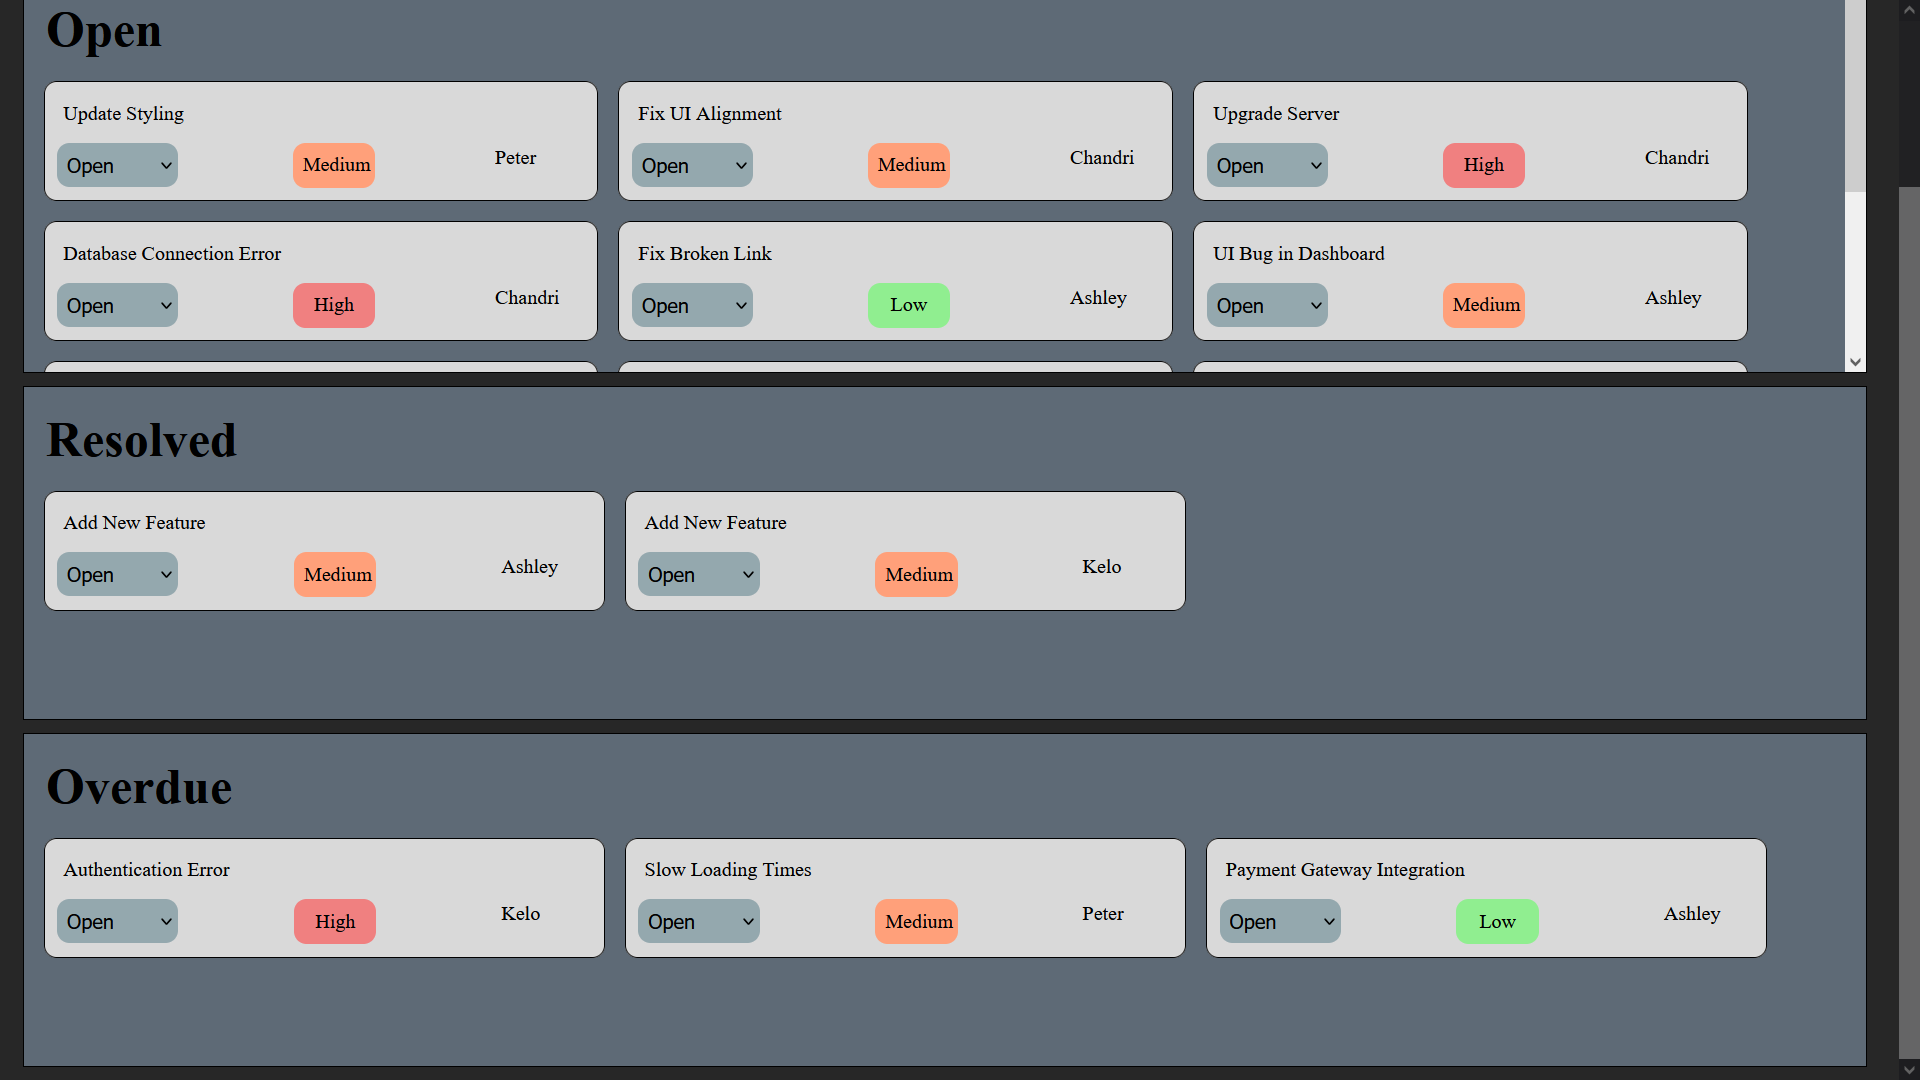 Open
Update Styling
Open Medium Peter
Fix UI Alignment
Open Medium Chandri
Upgrade Server
Open High Chandri
Database Connection Error
Open High Chandri
Fix Broken Link
Open Low Ashley
UI Bug in Dashboard
Open Medium Ashley
Resolved
Add New Feature
Open Medium Ashley
Add New Feature
Open Medium Kelo
Overdue
Authentication Error
Open High Kelo
Slow Loading Times
Open Medium Peter
Payment Gateway Integration
Open Low Ashley